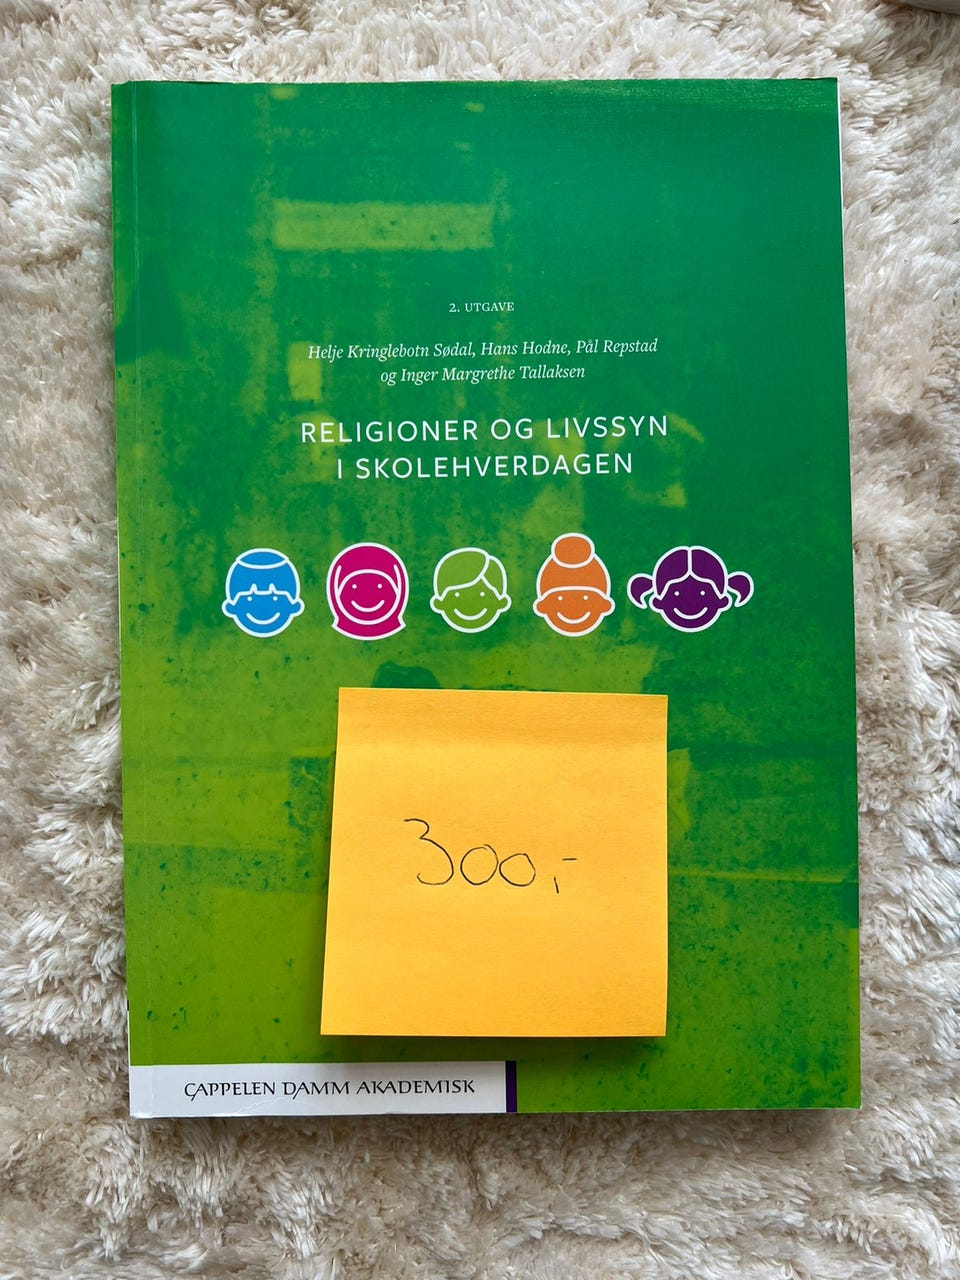 2. UTGAVE
Helje Kringlebotn Sødal, Hans Hodne, Pål Repstad
og Inger Margrethe Tallaksen
RELIGIONER OG LIVSSYN
I SKOLEHVERDAGEN
300,-
CAPPELEN DAMM AKADEMISK